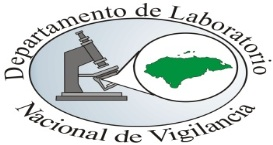 Departamento de Laboratorio
Nacional de Vigilancia